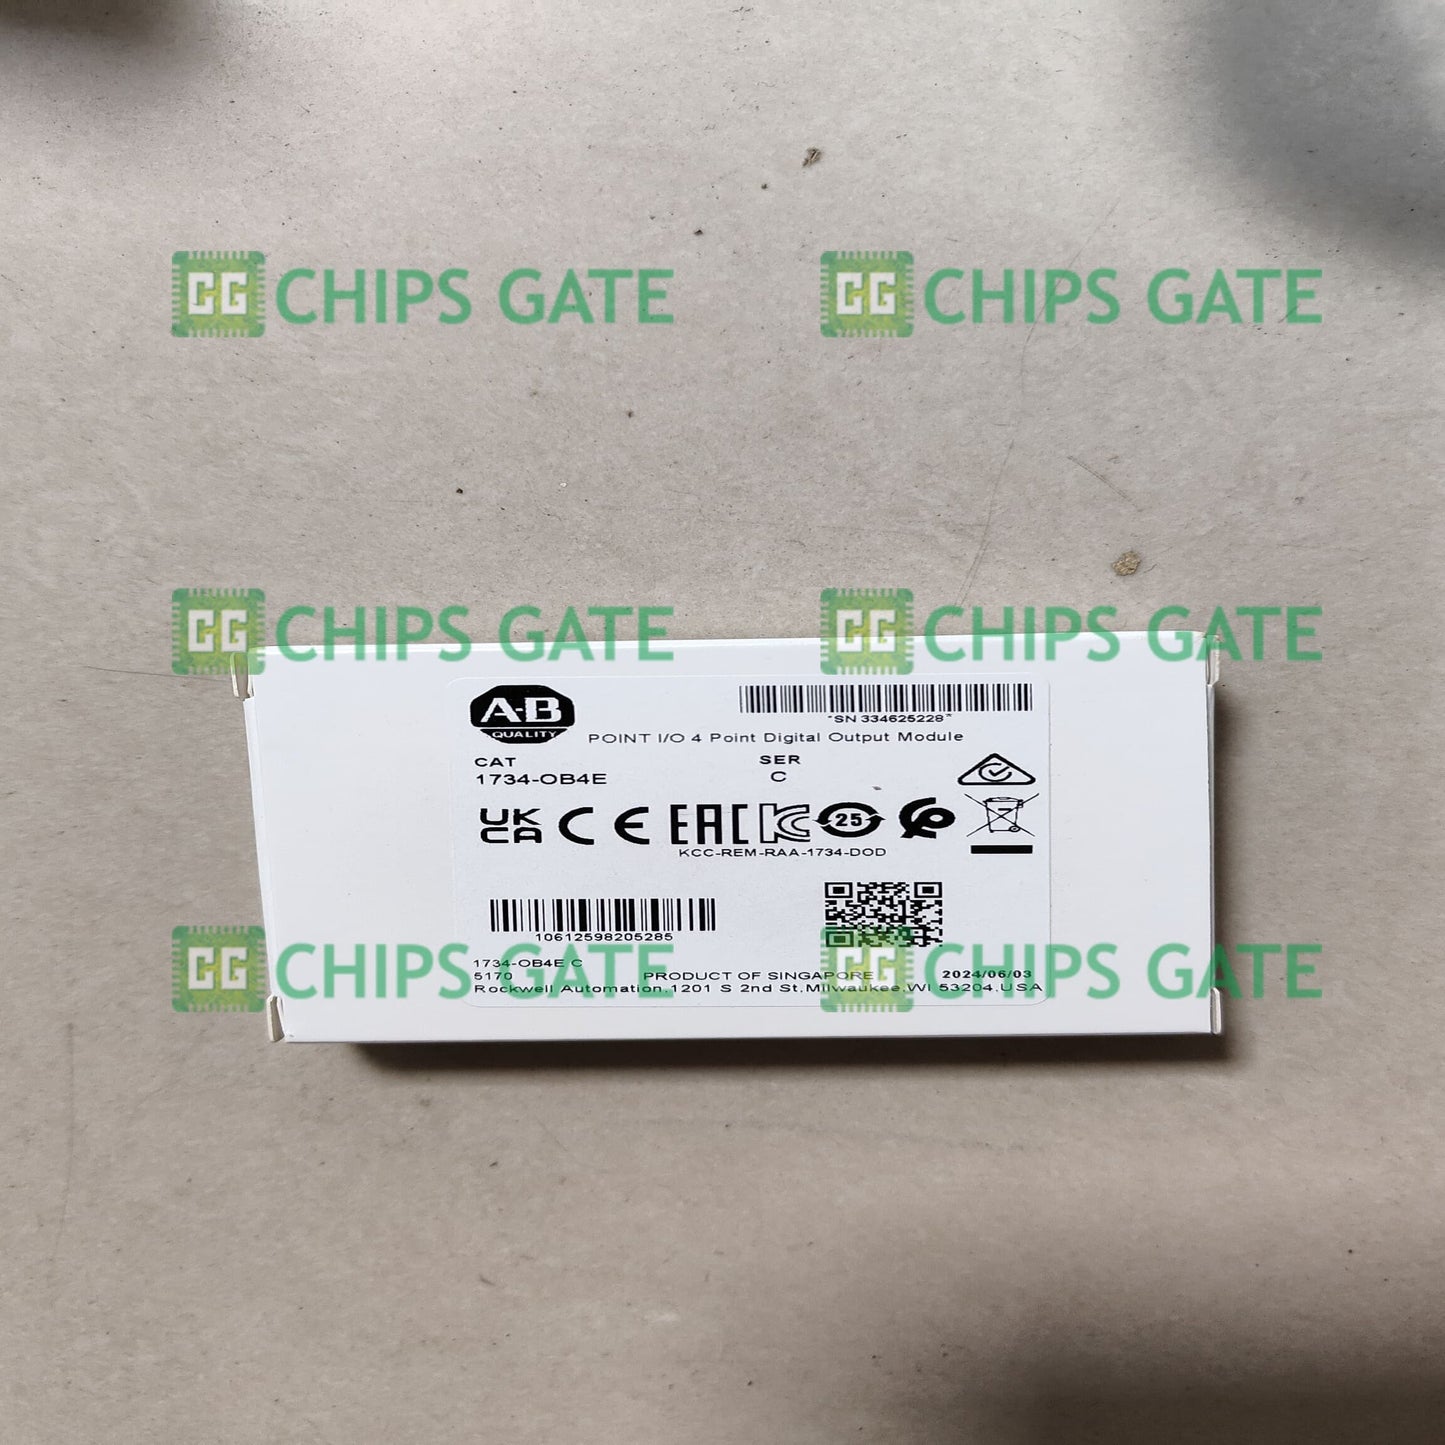 CG CHIPS GATE CG CHIPS GATE
CG CHIPS GATE CG CHIPS GATE
A-B
QUALITY
*SN 334625228*
POINT I/O 4 Point Digital Output Module
CAT SER
1734-OB4E C
UK
CA CE EAC KC 25
KCC-REM-RAA-1734-DOD
10612598205285
CG CHIPS GATE CG CHIPS GATE
1734-OB4E C
5170 PRODUCT OF SINGAPORE 2024/06/03
Rockwell Automation,1201 S 2nd St,Milwaukee,WI 53204,USA